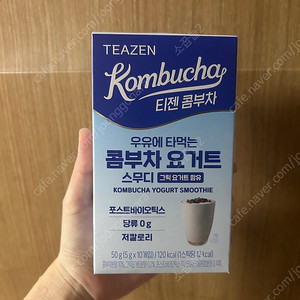 TEAZEN
Kombucha
티젠 콤부차
우유에 타먹는
콤부차 요거트
스무디 그릭 요거트 함유
KOMBUCHA YOGURT SMOOTHIE
포스트바이오틱스
당류 0 g
저칼로리
50 g (5 g x 10개입) / 120 kcal (1스틱당 12 kcal)